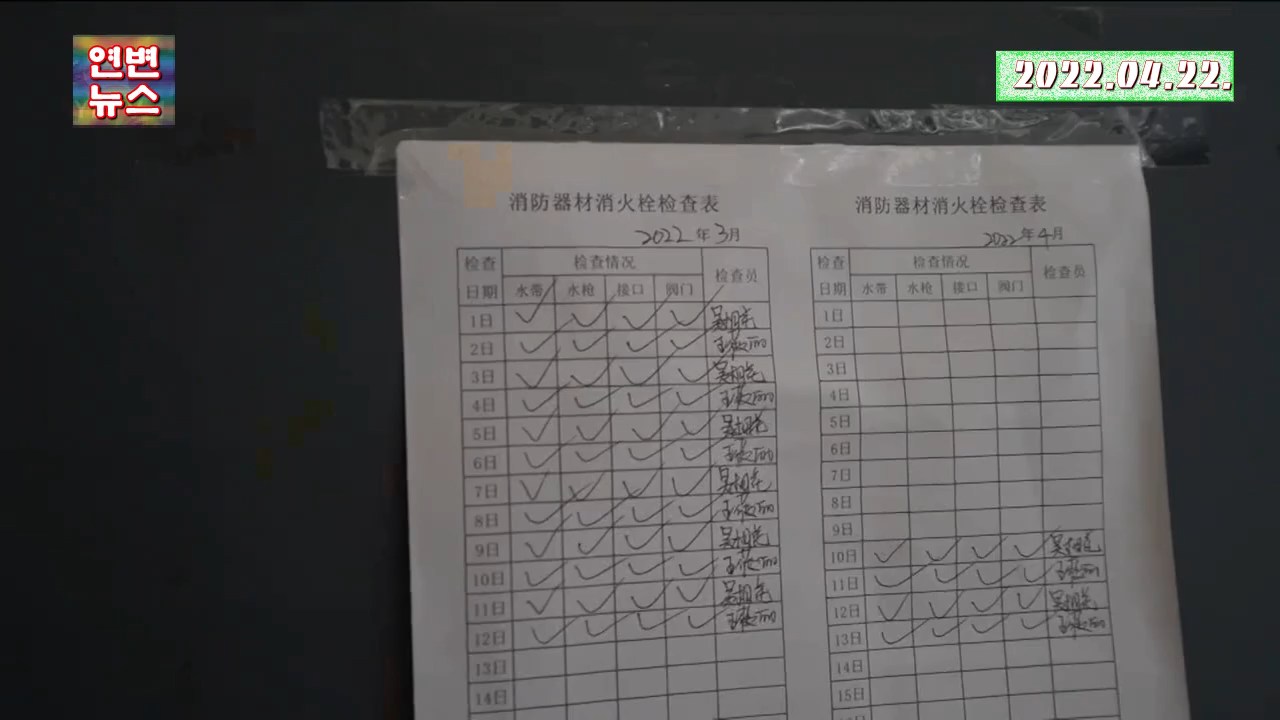 연변
뉴스
2022.04.22.
消防器材消火栓检查表
2022年3月
检查日期 检查情况 检查员
水带 水枪 接口 阀门
1日
2日
3日
4日
5日
6日
7日
8日
9日
10日
11日
12日
13日
14日
消防器材消火栓检查表
2022年4月
检查日期 检查情况 检查员
水带 水枪 接口 阀门
1日
2日
3日
4日
5日
6日
7日
8日
9日
10日
11日
12日
13日
14日
15日